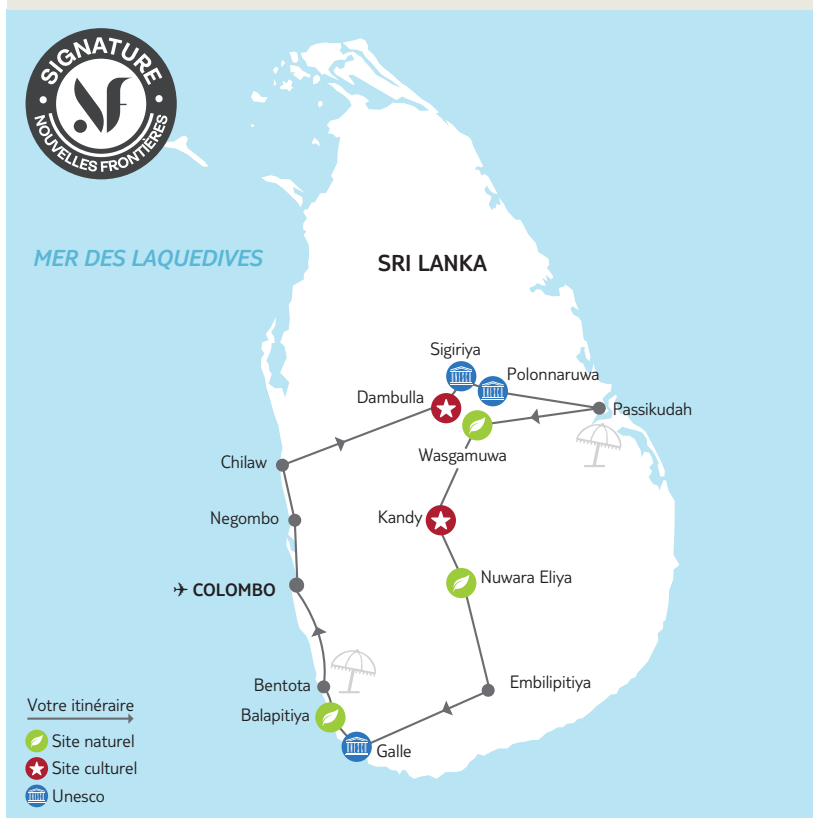 SIGNATURE
NF
NOUVELLES FRONTIÈRES
MER DES LAQUEDIVES
SRI LANKA
Sigiriya
Polonnaruwa
Dambulla
Passikudah
Wasgamuwa
Chilaw
Negombo
Kandy
Nuwara Eliya
COLOMBO
Bentota
Embilipitiya
Balapitiya
Galle
Votre itinéraire
Site naturel
Site culturel
Unesco